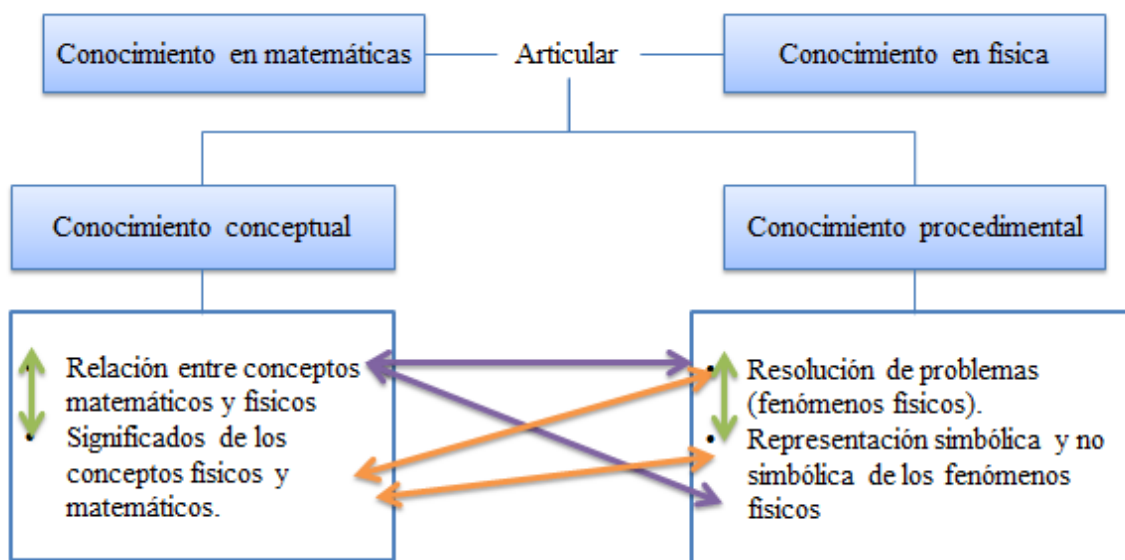 Conocimiento en matemáticas
Articular
Conocimiento en fisica
Conocimiento conceptual
Conocimiento procedimental
• Relación entre conceptos
matemáticos y fisicos
• Significados de los
conceptos fisicos y
matemáticos.
• Resolución de problemas
(fenómenos fisicos).
• Representación simbólica y no
simbólica de los fenómenos
fisicos